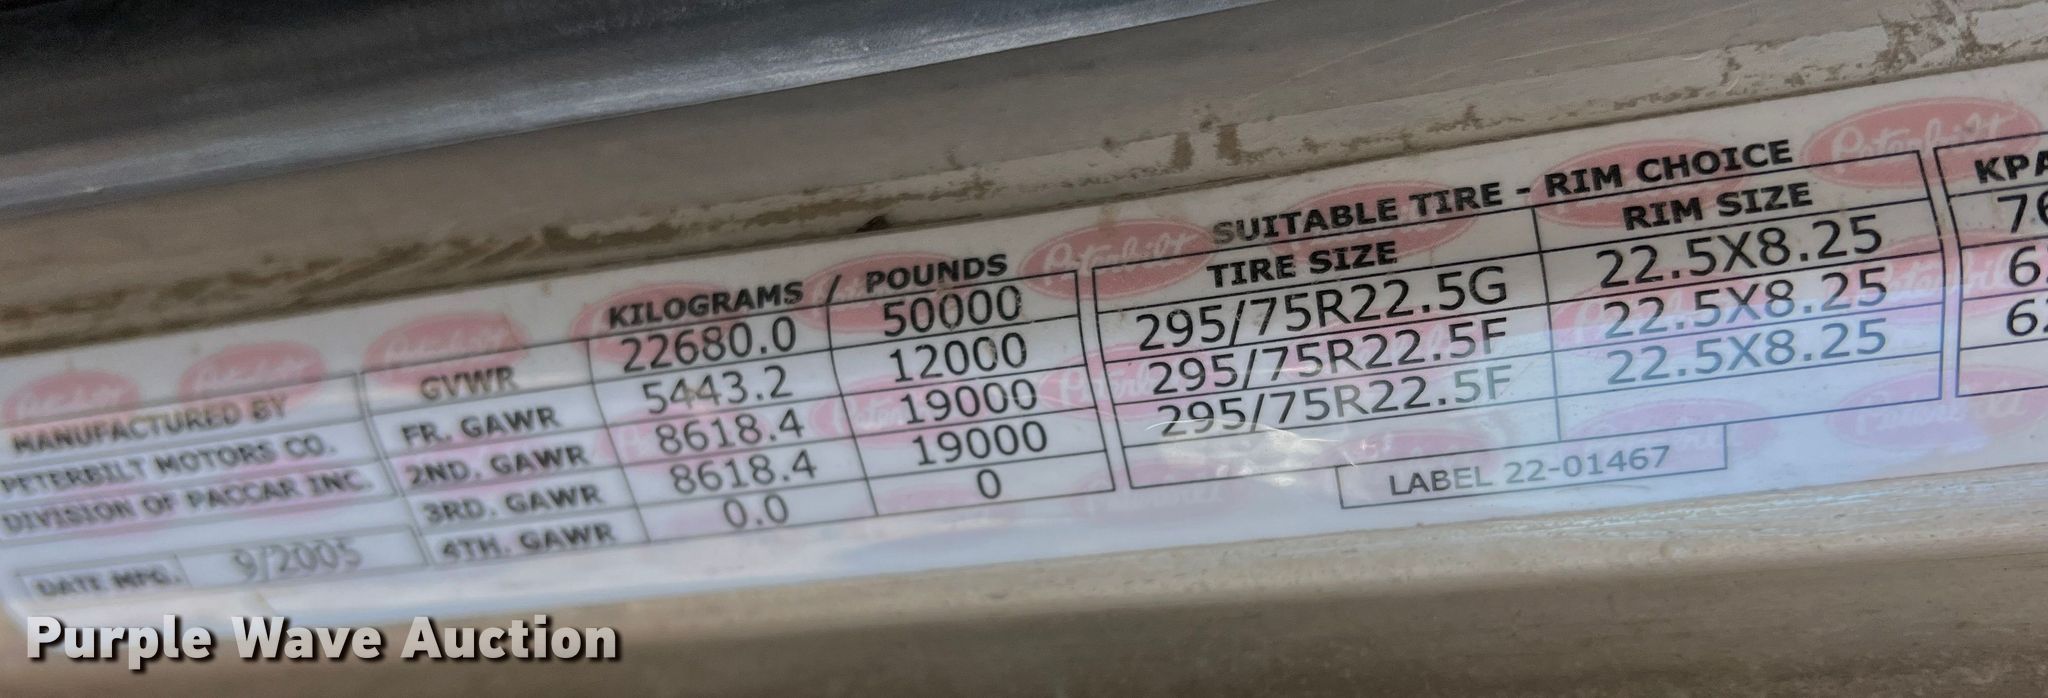 MANUFACTURED BY
PETERBILT MOTORS CO.
DIVISION OF PACCAR INC.
DATE MFG. 9/2005
KILOGRAMS / POUNDS
GVWR 22680.0 50000
FR. GAWR 5443.2 12000
2ND. GAWR 8618.4 19000
3RD. GAWR 8618.4 19000
4TH. GAWR 0.0 0
SUITABLE TIRE - RIM CHOICE
TIRE SIZE RIM SIZE
295/75R22.5G 22.5X8.25
295/75R22.5F 22.5X8.25
295/75R22.5F 22.5X8.25
LABEL 22-01467
KPA
Peterbilt
Purple Wave Auction